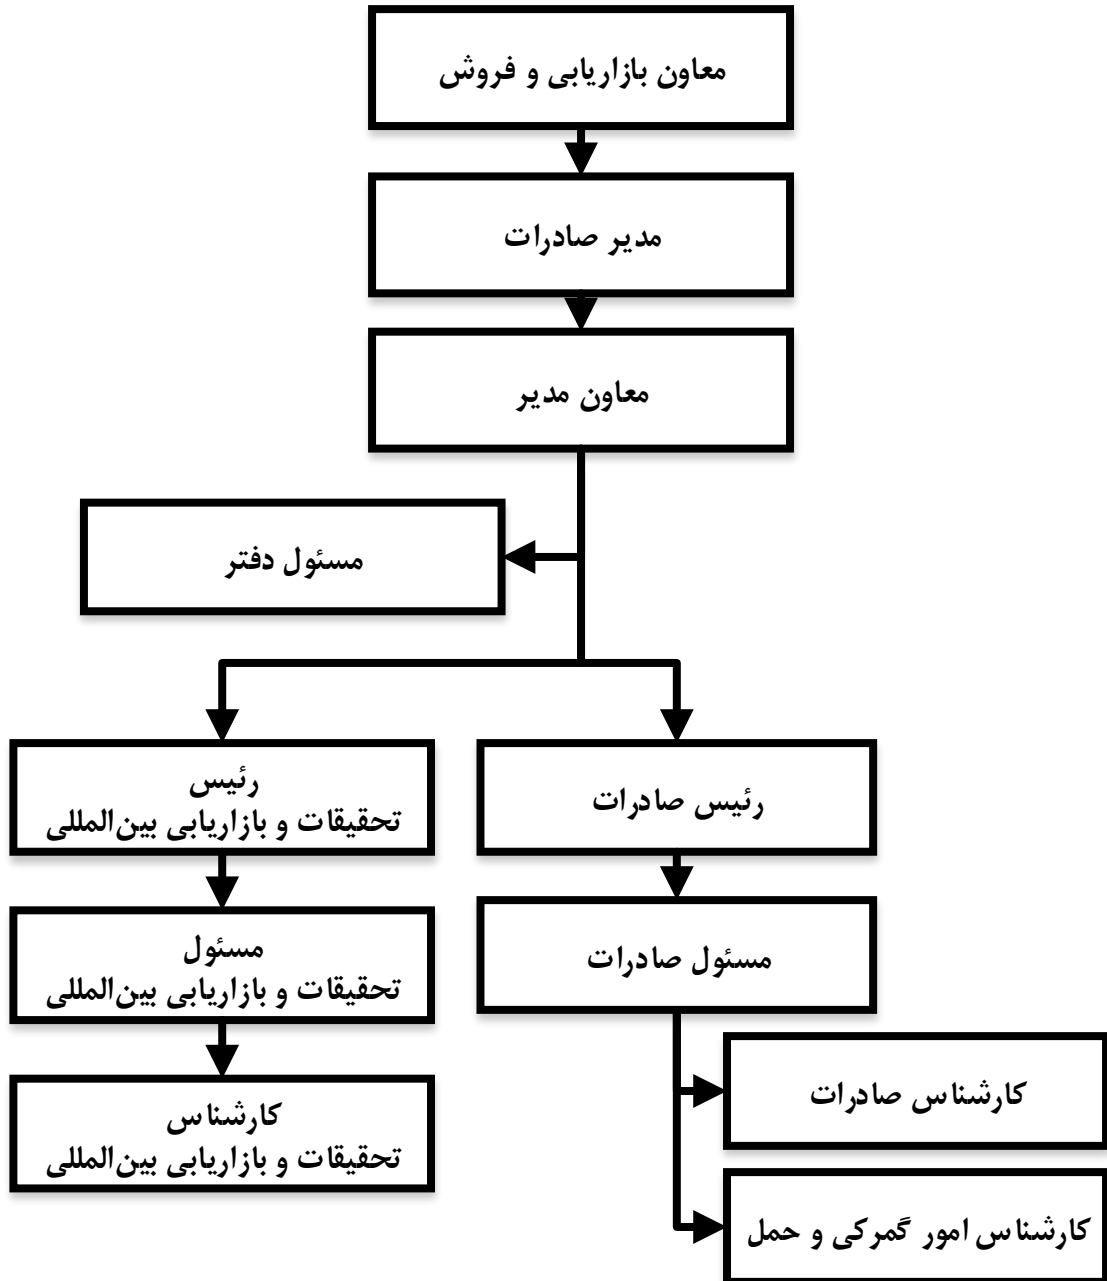 معاون بازاریابی و فروش
مدیر صادرات
معاون مدیر
مسئول دفتر
رئیس صادرات
رئیس
تحقیقات و بازاریابی بین‌المللی
مسئول صادرات
مسئول
تحقیقات و بازاریابی بین‌المللی
کارشناس صادرات
کارشناس
تحقیقات و بازاریابی بین‌المللی
کارشناس امور گمرکی و حمل